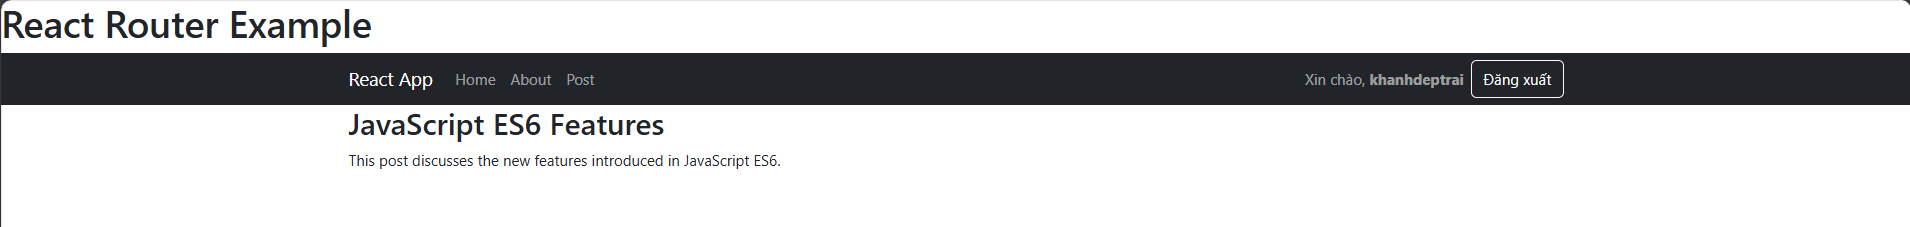 React Router Example
React App Home About Post Xin chào, khanhdeptrai Đăng xuất
JavaScript ES6 Features
This post discusses the new features introduced in JavaScript ES6.